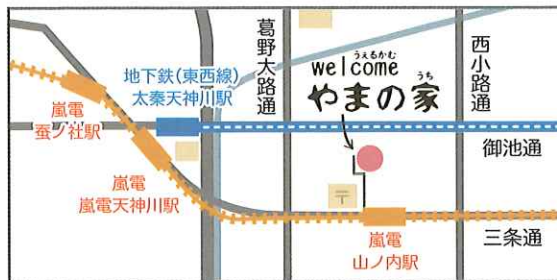 地下鉄(東西線)
太秦天神川駅
嵐電
蚕ノ社駅
嵐電
嵐電天神川駅
葛野大路通
うぇるかむ
welcome
うち
やまの家
西小路通
御池通
〒
三条通
嵐電
山ノ内駅